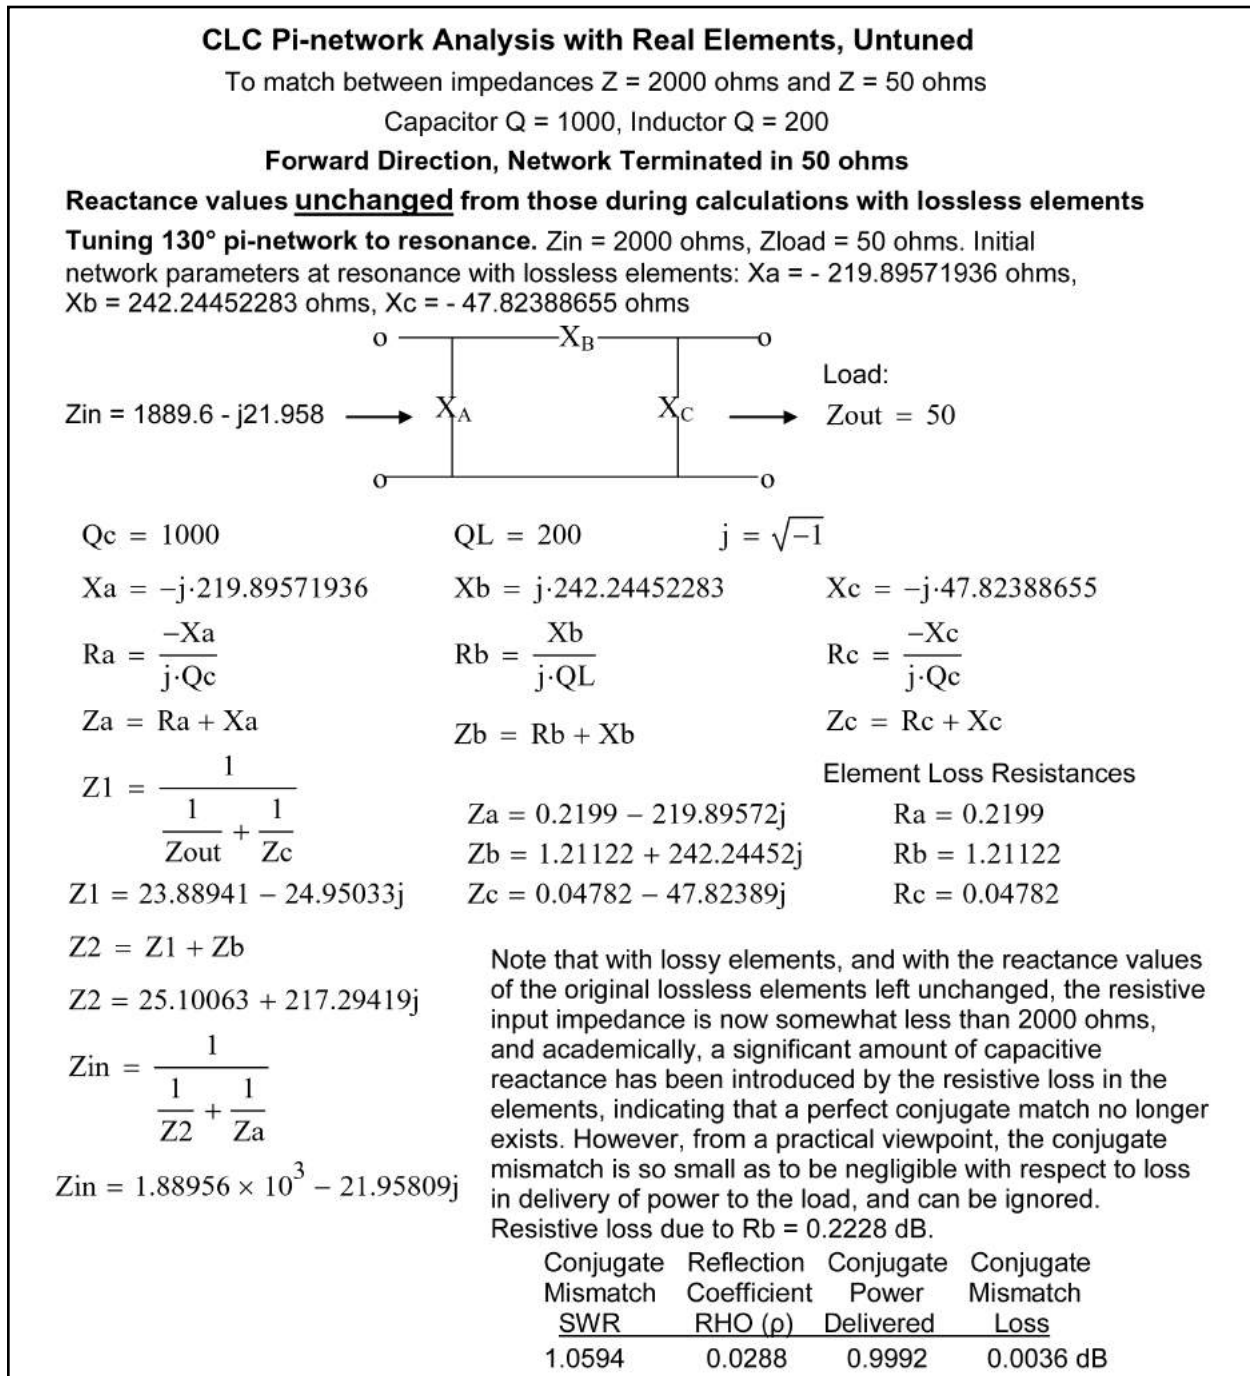 CLC Pi-network Analysis with Real Elements, Untuned
To match between impedances Z = 2000 ohms and Z = 50 ohms
Capacitor Q = 1000, Inductor Q = 200
Forward Direction, Network Terminated in 50 ohms
Reactance values unchanged from those during calculations with lossless elements
Tuning 130° pi-network to resonance. Zin = 2000 ohms, Zload = 50 ohms. Initial
network parameters at resonance with lossless elements: Xa = - 219.89571936 ohms,
Xb = 242.24452283 ohms, Xc = - 47.82388655 ohms
o X_B o
Load:
Zin = 1889.6 - j21.958 X_A X_C Zout = 50
o o
Qc = 1000 QL = 200 j = √−1
Xa = −j·219.89571936 Xb = j·242.24452283 Xc = −j·47.82388655
Ra = −Xa / j·Qc Rb = Xb / j·QL Rc = −Xc / j·Qc
Za = Ra + Xa Zb = Rb + Xb Zc = Rc + Xc
Z1 = 1 / (1/Zout + 1/Zc)
Element Loss Resistances
Za = 0.2199 − 219.89572j Ra = 0.2199
Zb = 1.21122 + 242.24452j Rb = 1.21122
Z1 = 23.88941 − 24.95033j Zc = 0.04782 − 47.82389j Rc = 0.04782
Z2 = Z1 + Zb
Z2 = 25.10063 + 217.29419j
Zin = 1 / (1/Z2 + 1/Za)
Zin = 1.88956 × 10³ − 21.95809j
Note that with lossy elements, and with the reactance values
of the original lossless elements left unchanged, the resistive
input impedance is now somewhat less than 2000 ohms,
and academically, a significant amount of capacitive
reactance has been introduced by the resistive loss in the
elements, indicating that a perfect conjugate match no longer
exists. However, from a practical viewpoint, the conjugate
mismatch is so small as to be negligible with respect to loss
in delivery of power to the load, and can be ignored.
Resistive loss due to Rb = 0.2228 dB.
Conjugate Reflection Conjugate Conjugate
Mismatch Coefficient Power Mismatch
SWR RHO (ρ) Delivered Loss
1.0594 0.0288 0.9992 0.0036 dB